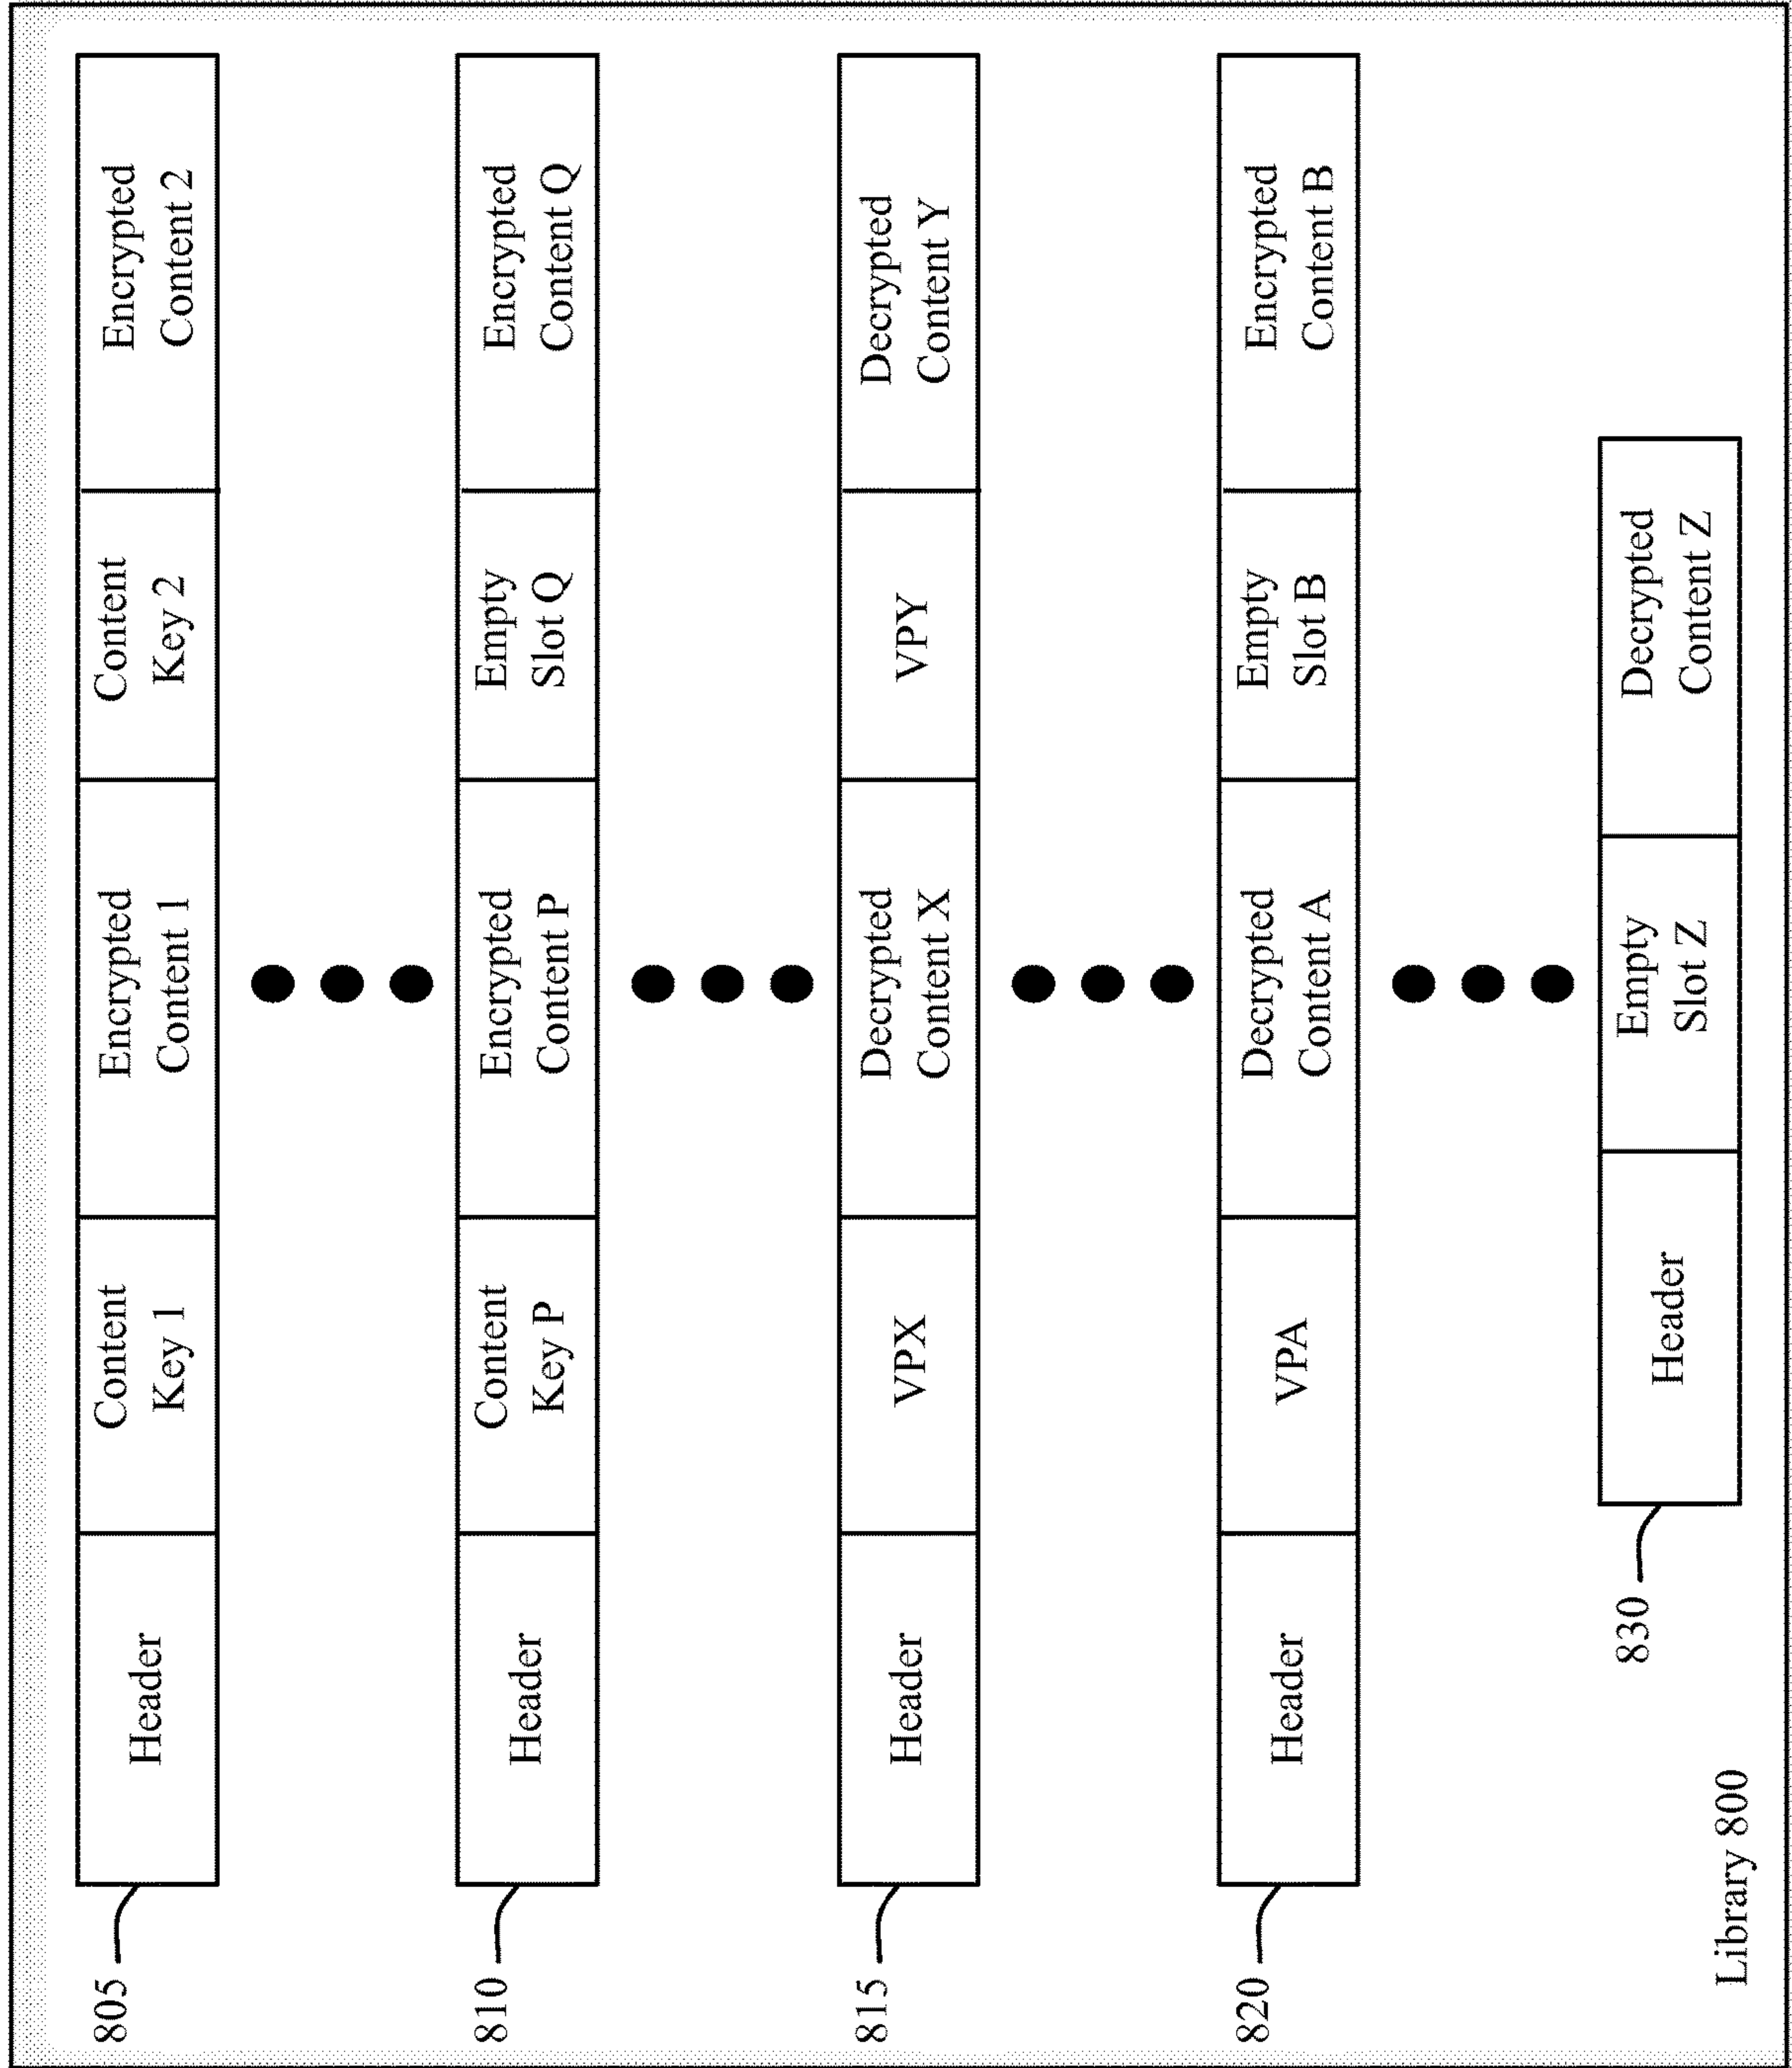 805
Header
Content
Key 1
Encrypted
Content 1
Content
Key 2
Encrypted
Content 2
810
Header
Content
Key P
Encrypted
Content P
Empty
Slot Q
Encrypted
Content Q
815
Header
VPX
Decrypted
Content X
VPY
Decrypted
Content Y
820
Header
VPA
Decrypted
Content A
Empty
Slot B
Encrypted
Content B
830
Header
Empty
Slot Z
Decrypted
Content Z
Library 800